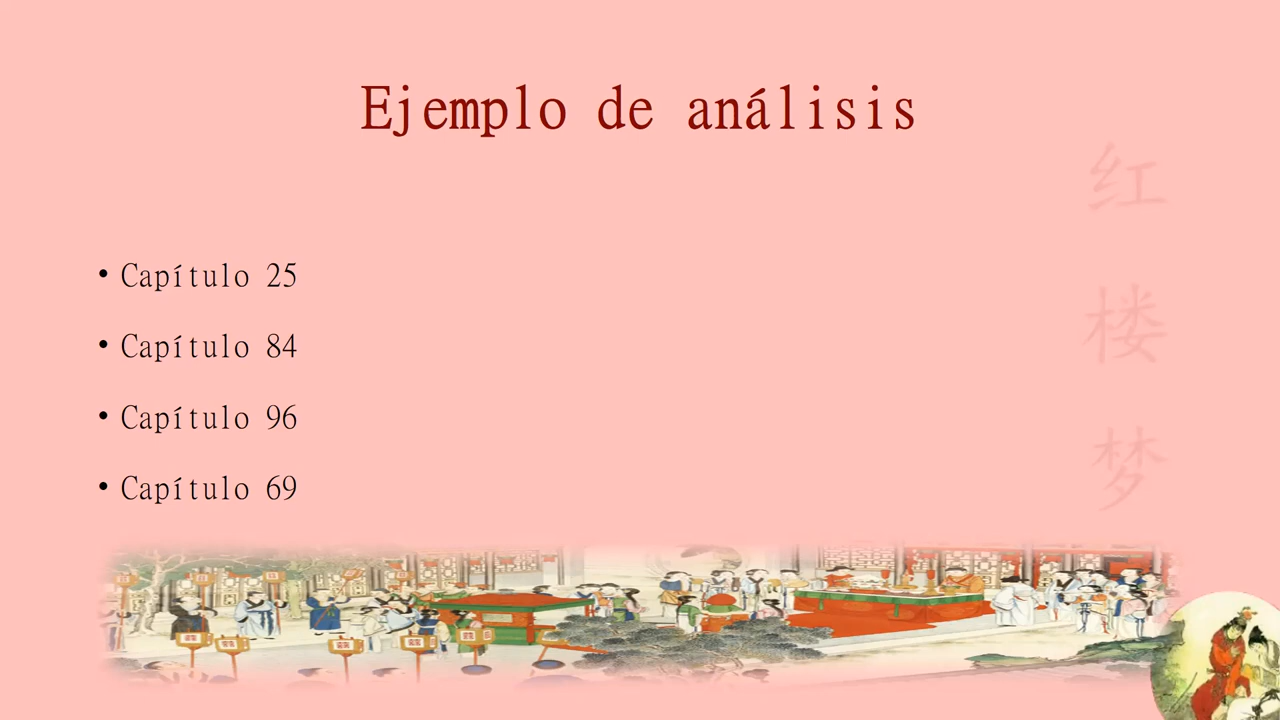 Ejemplo de análisis
• Capítulo 25
• Capítulo 84
• Capítulo 96
• Capítulo 69
红
楼
梦